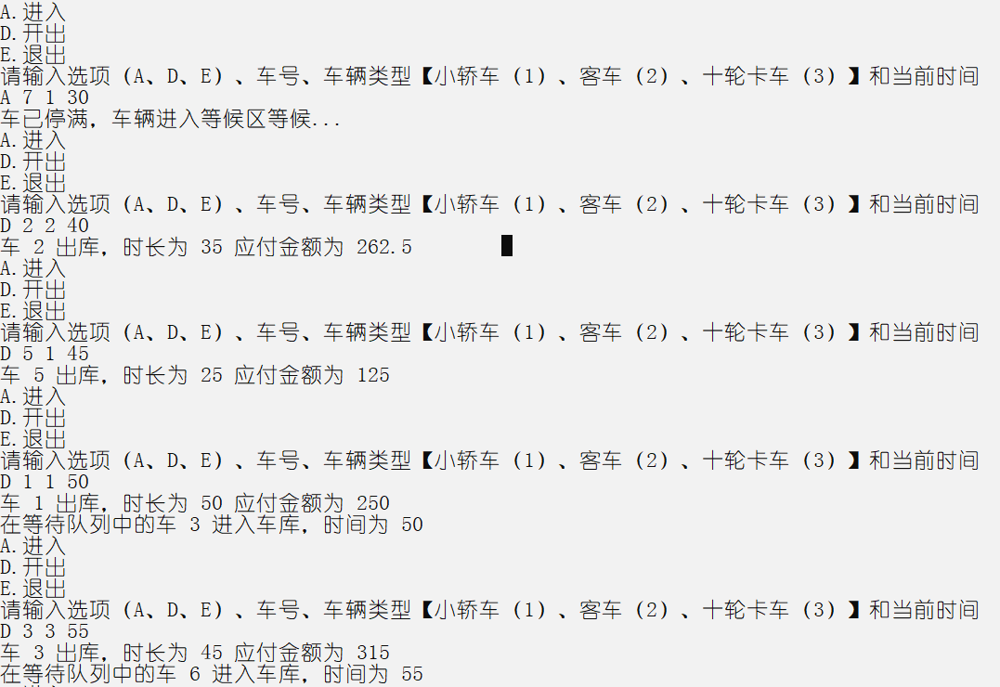 A.进入
D.开出
E.退出
请输入选项（A、D、E）、车号、车辆类型【小轿车（1）、客车（2）、十轮卡车（3）】和当前时间
A 7 1 30
车已停满，车辆进入等候区等候...
A.进入
D.开出
E.退出
请输入选项（A、D、E）、车号、车辆类型【小轿车（1）、客车（2）、十轮卡车（3）】和当前时间
D 2 2 40
车 2 出库，时长为 35 应付金额为 262.5
A.进入
D.开出
E.退出
请输入选项（A、D、E）、车号、车辆类型【小轿车（1）、客车（2）、十轮卡车（3）】和当前时间
D 5 1 45
车 5 出库，时长为 25 应付金额为 125
A.进入
D.开出
E.退出
请输入选项（A、D、E）、车号、车辆类型【小轿车（1）、客车（2）、十轮卡车（3）】和当前时间
D 1 1 50
车 1 出库，时长为 50 应付金额为 250
在等待队列中的车 3 进入车库，时间为 50
A.进入
D.开出
E.退出
请输入选项（A、D、E）、车号、车辆类型【小轿车（1）、客车（2）、十轮卡车（3）】和当前时间
D 3 3 55
车 3 出库，时长为 45 应付金额为 315
在等待队列中的车 6 进入车库，时间为 55